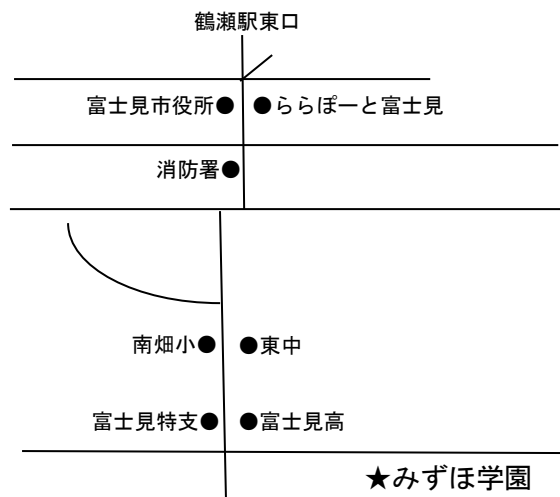 鶴瀬駅東口
富士見市役所●　●ららぽーと富士見
消防署●
南畑小●　●東中
富士見特支●　●富士見高
★みずほ学園